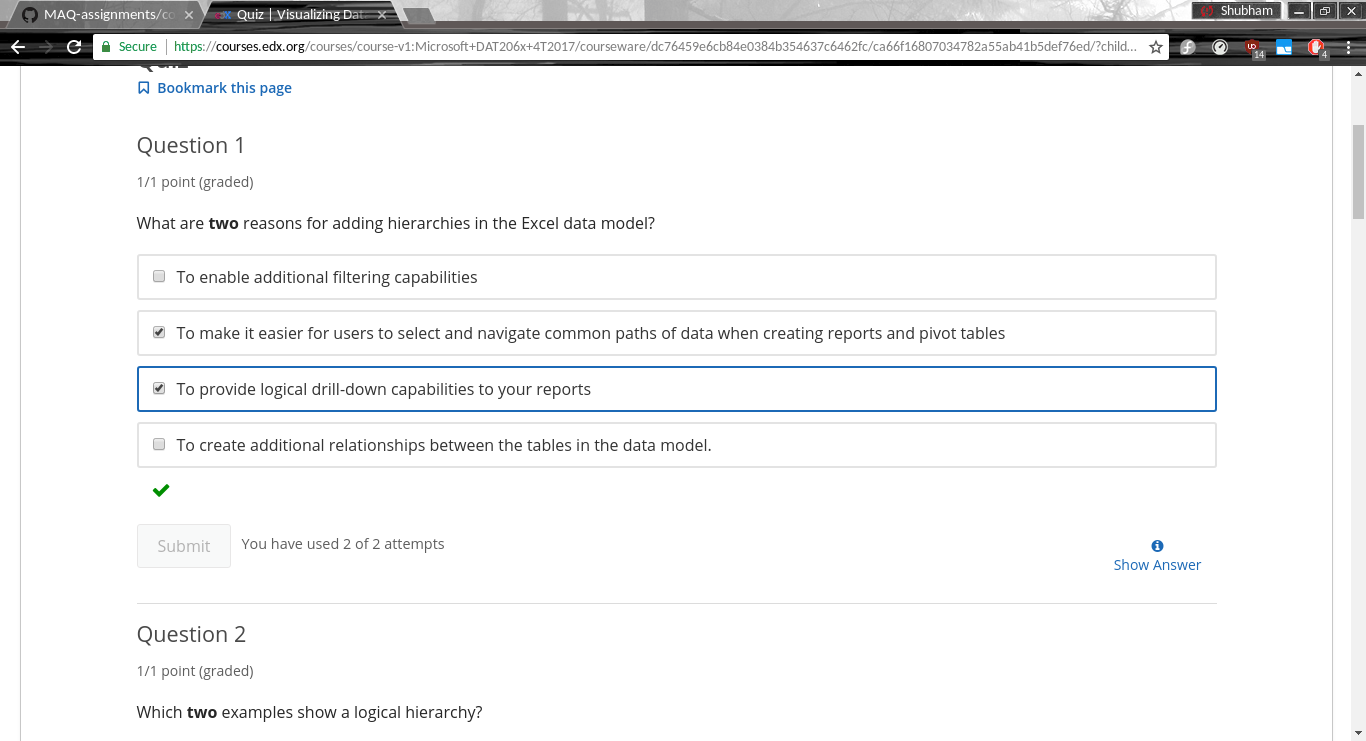 MAQ-assignments/co
Quiz | Visualizing Dat
Shubham
Secure
https://courses.edx.org/courses/course-v1:Microsoft+DAT206x+4T2017/courseware/dc76459e6cb84e0384b354637c6462fc/ca66f16807034782a55ab41b5def76ed/?child...
14
4
Quiz
Bookmark this page
Question 1
1/1 point (graded)
What are two reasons for adding hierarchies in the Excel data model?
To enable additional filtering capabilities
To make it easier for users to select and navigate common paths of data when creating reports and pivot tables
To provide logical drill-down capabilities to your reports
To create additional relationships between the tables in the data model.
Submit
You have used 2 of 2 attempts
Show Answer
Question 2
1/1 point (graded)
Which two examples show a logical hierarchy?